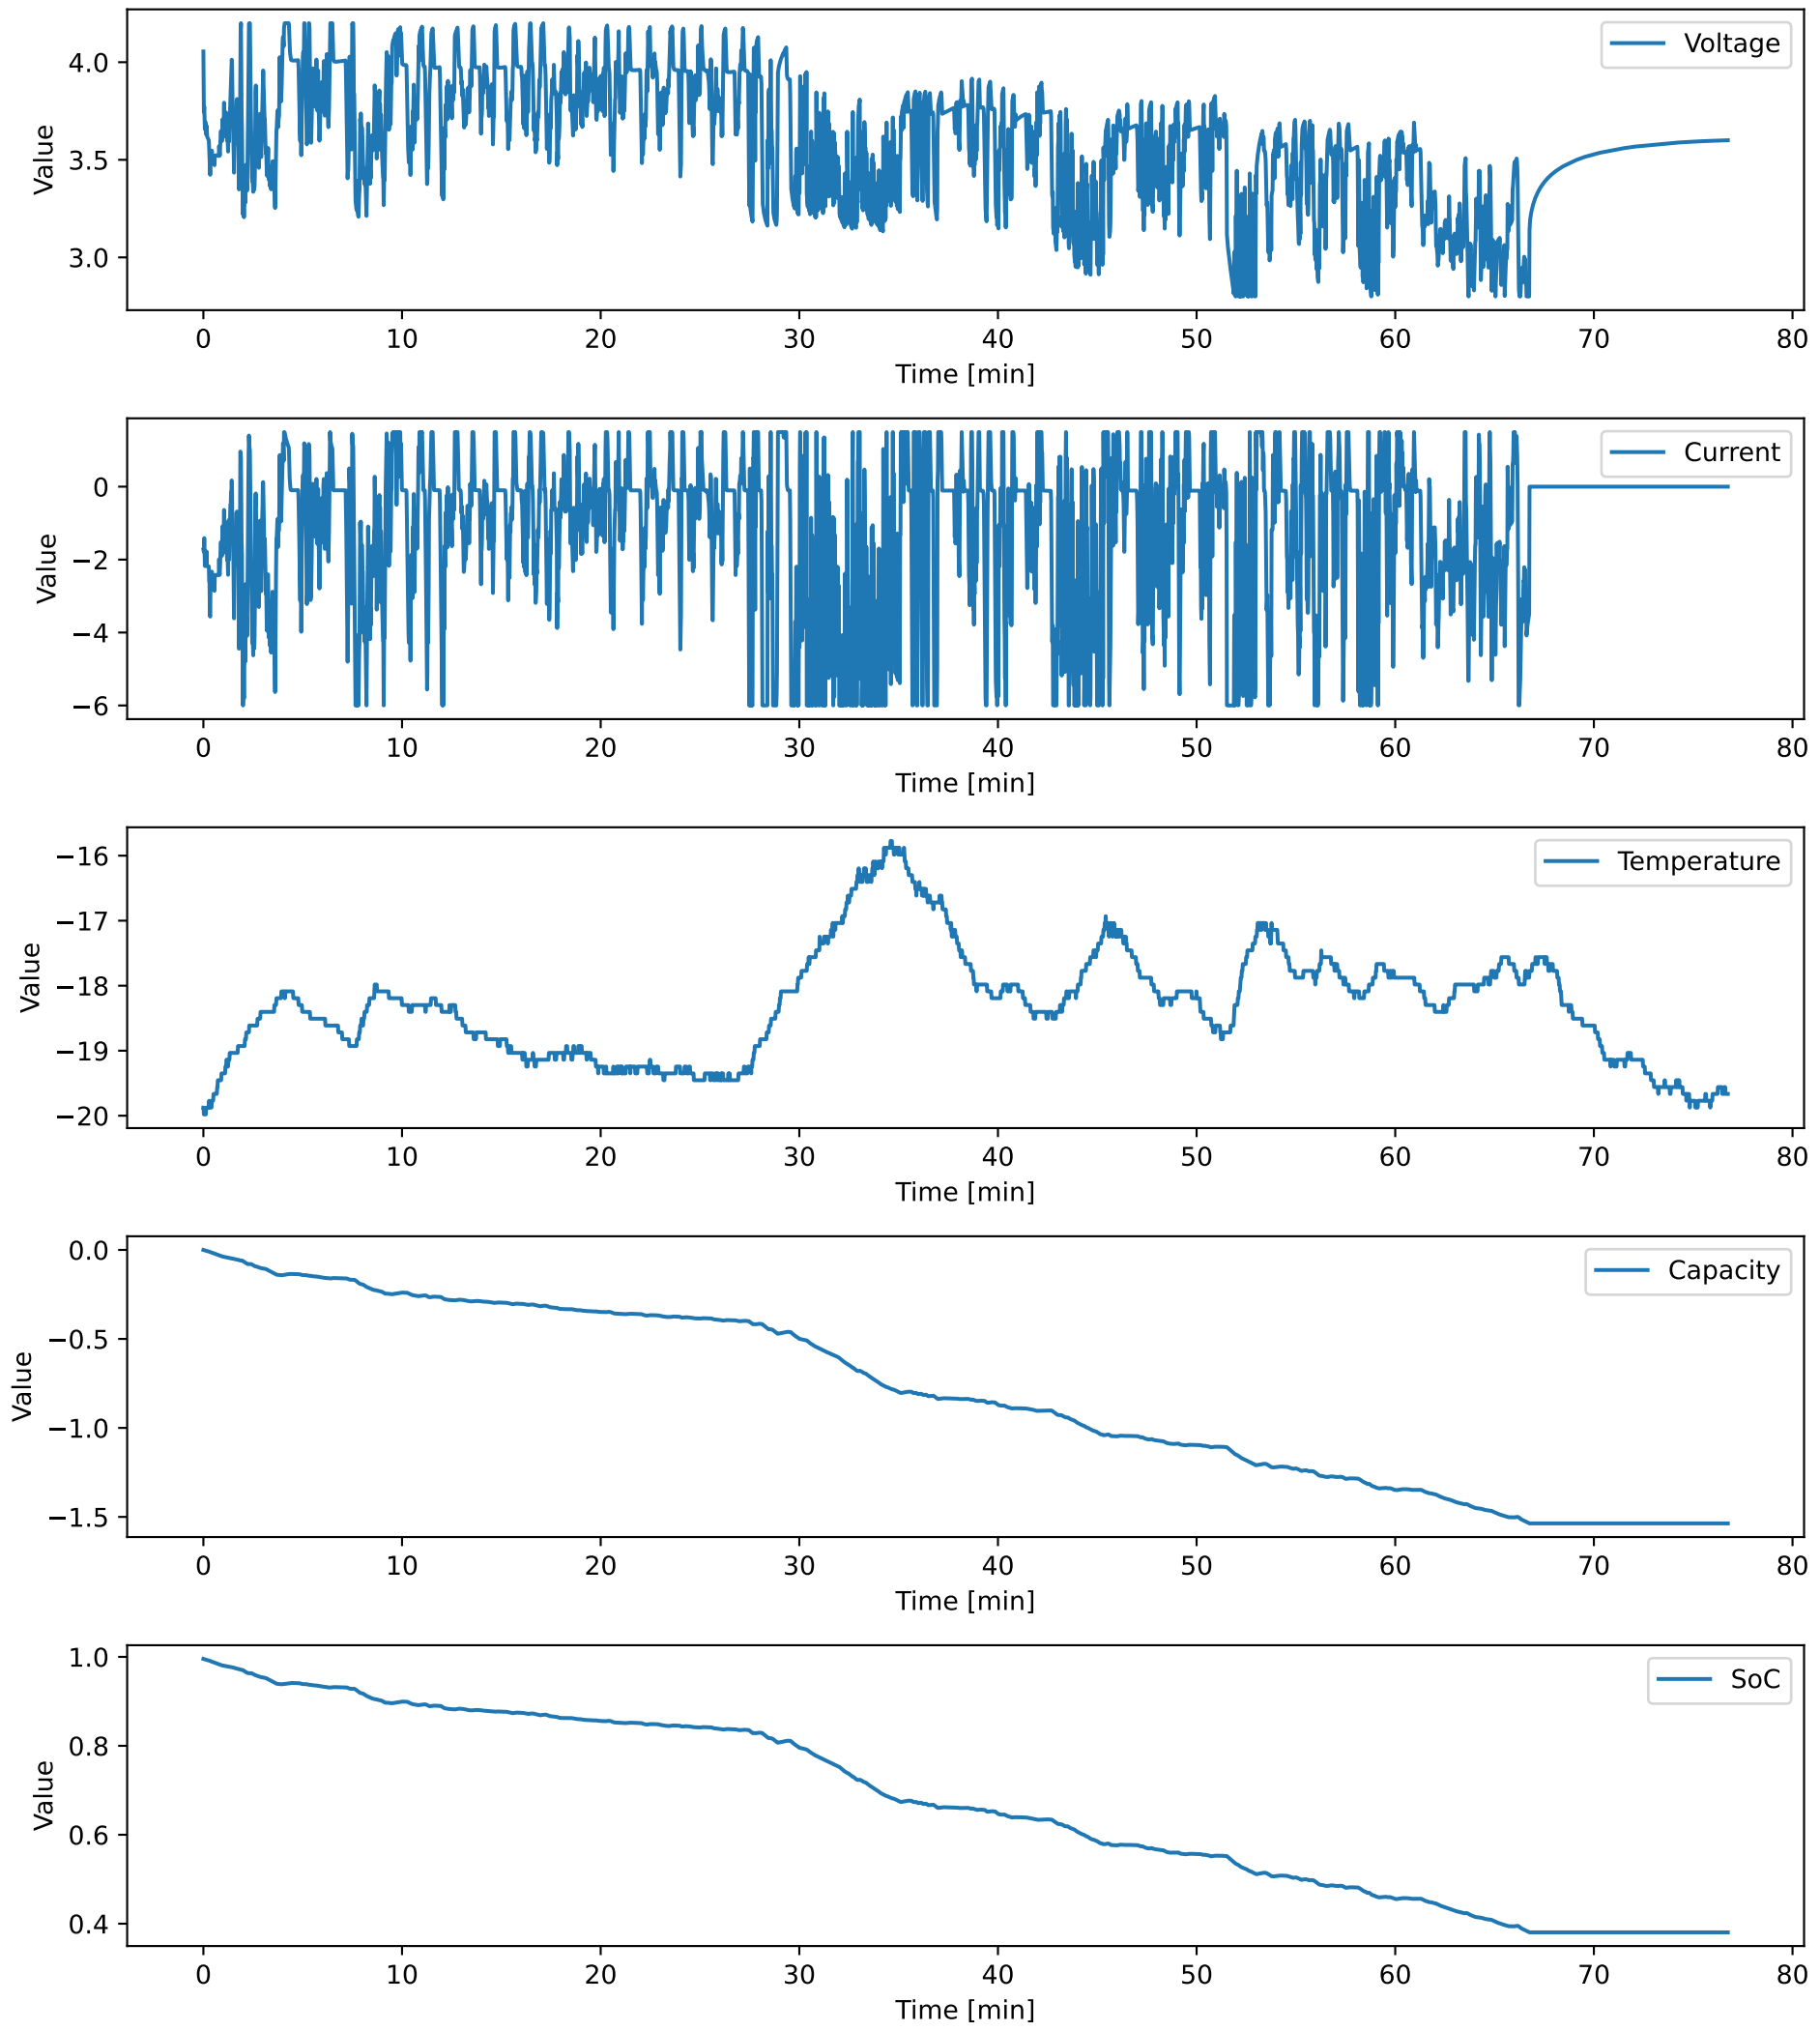 Voltage
4.0
3.5
3.0
Value
0 10 20 30 40 50 60 70 80
Time [min]
Current
0
−2
−4
−6
Value
0 10 20 30 40 50 60 70 80
Time [min]
Temperature
−16
−17
−18
−19
−20
Value
0 10 20 30 40 50 60 70 80
Time [min]
Capacity
0.0
−0.5
−1.0
−1.5
Value
0 10 20 30 40 50 60 70 80
Time [min]
SoC
1.0
0.8
0.6
0.4
Value
0 10 20 30 40 50 60 70 80
Time [min]